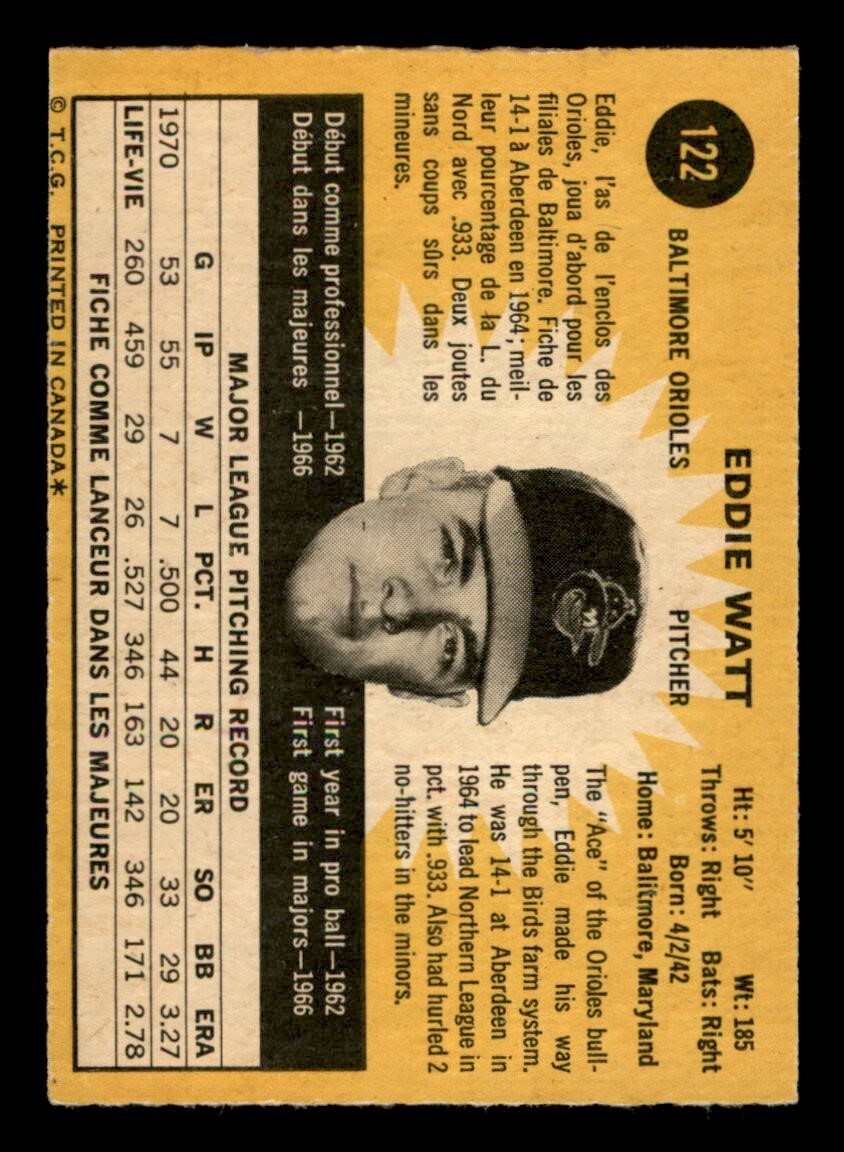 122
EDDIE WATT
BALTIMORE ORIOLES PITCHER
Ht: 5' 10" Wt: 185
Throws: Right Bats: Right
Born: 4/2/42
Home: Balitmore, Maryland
Eddie, l'as de l'enclos des
Orioles, joua d'abord pour les
filiales de Baltimore. Fiche de
14-1 à Aberdeen en 1964; meil-
leur pourcentage de la L. du
Nord avec .933. Deux joutes
sans coups sûrs dans les
mineures.
The "Ace" of the Orioles bull-
pen, Eddie made his way
through the Birds farm system.
He was 14-1 at Aberdeen in
1964 to lead Northern League in
pct. with .933. Also had hurled 2
no-hitters in the minors.
Début comme professionnel—1962
Début dans les majeures —1966
First year in pro ball—1962
First game in majors—1966
MAJOR LEAGUE PITCHING RECORD
G IP W L PCT. H R ER SO BB ERA
1970 53 55 7 7 .500 44 20 20 33 29 3.27
LIFE-VIE 260 459 29 26 .527 346 163 142 346 171 2.78
FICHE COMME LANCEUR DANS LES MAJEURES
© T.C.G. PRINTED IN CANADA*